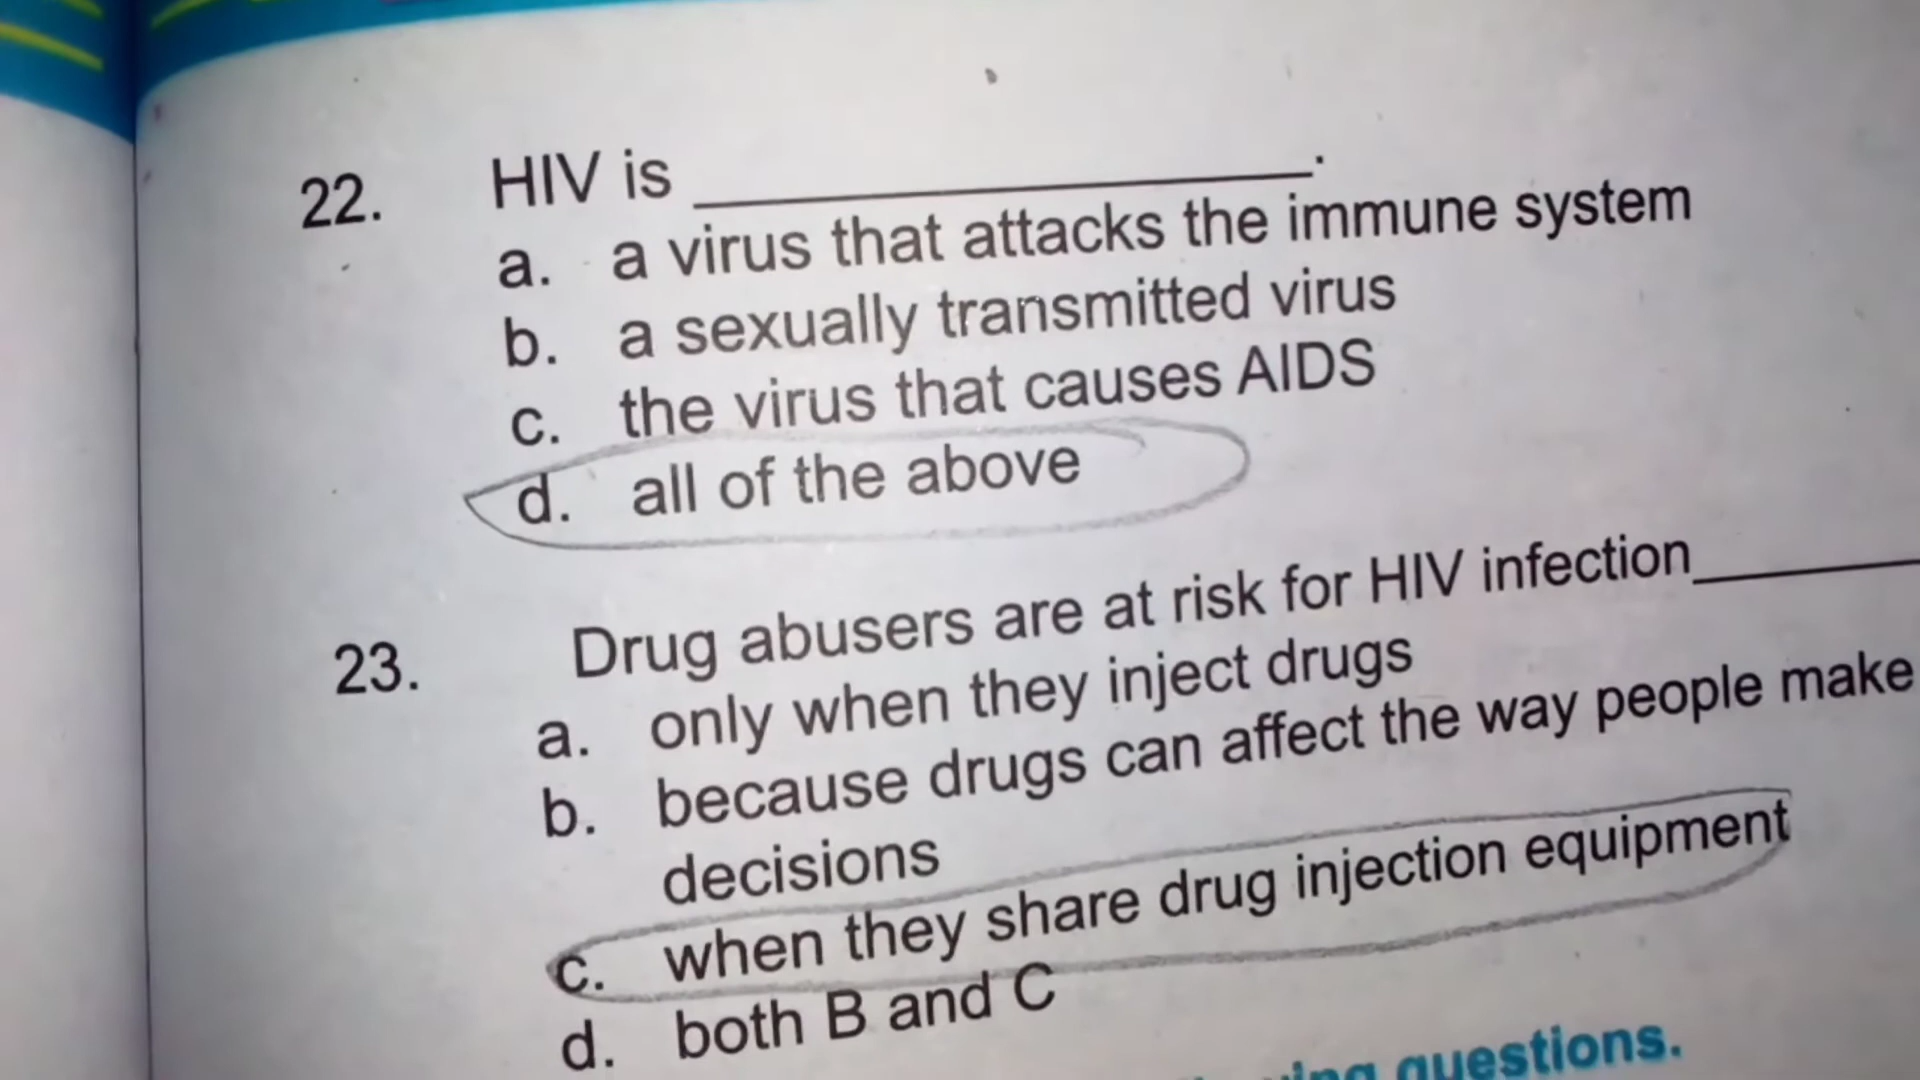 22. HIV is ____________________.
a. a virus that attacks the immune system
b. a sexually transmitted virus
c. the virus that causes AIDS
d. all of the above
23. Drug abusers are at risk for HIV infection________
a. only when they inject drugs
b. because drugs can affect the way people make
decisions
c. when they share drug injection equipment
d. both B and C
questions.